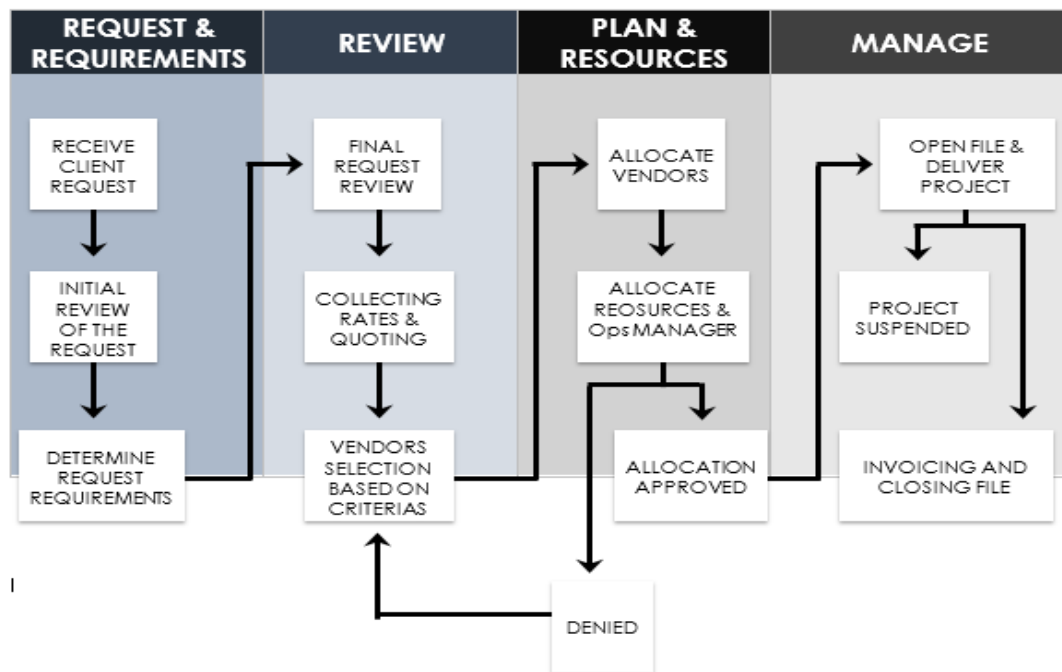 REQUEST &
REQUIREMENTS
REVIEW
PLAN &
RESOURCES
MANAGE
RECEIVE
CLIENT
REQUEST
INITIAL
REVIEW
OF THE
REQUEST
DETERMINE
REQUEST
REQUIREMENTS
FINAL
REQUEST
REVIEW
COLLECTING
RATES &
QUOTING
VENDORS
SELECTION
BASED ON
CRITERIAS
ALLOCATE
VENDORS
ALLOCATE
REOSURCES &
Ops MANAGER
ALLOCATION
APPROVED
DENIED
OPEN FILE &
DELIVER
PROJECT
PROJECT
SUSPENDED
INVOICING AND
CLOSING FILE